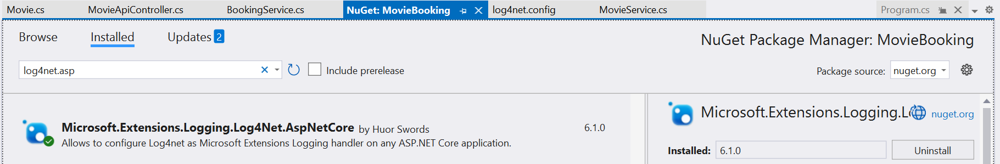 Movie.cs MovieApiController.cs BookingService.cs NuGet: MovieBooking log4net.config MovieService.cs Program.cs
Browse Installed Updates 2 NuGet Package Manager: MovieBooking
log4net.asp Include prerelease Package source: nuget.org
Microsoft.Extensions.Logging.Lo nuget.org
Microsoft.Extensions.Logging.Log4Net.AspNetCore by Huor Swords 6.1.0
Allows to configure Log4net as Microsoft Extensions Logging handler on any ASP.NET Core application.
Installed: 6.1.0 Uninstall